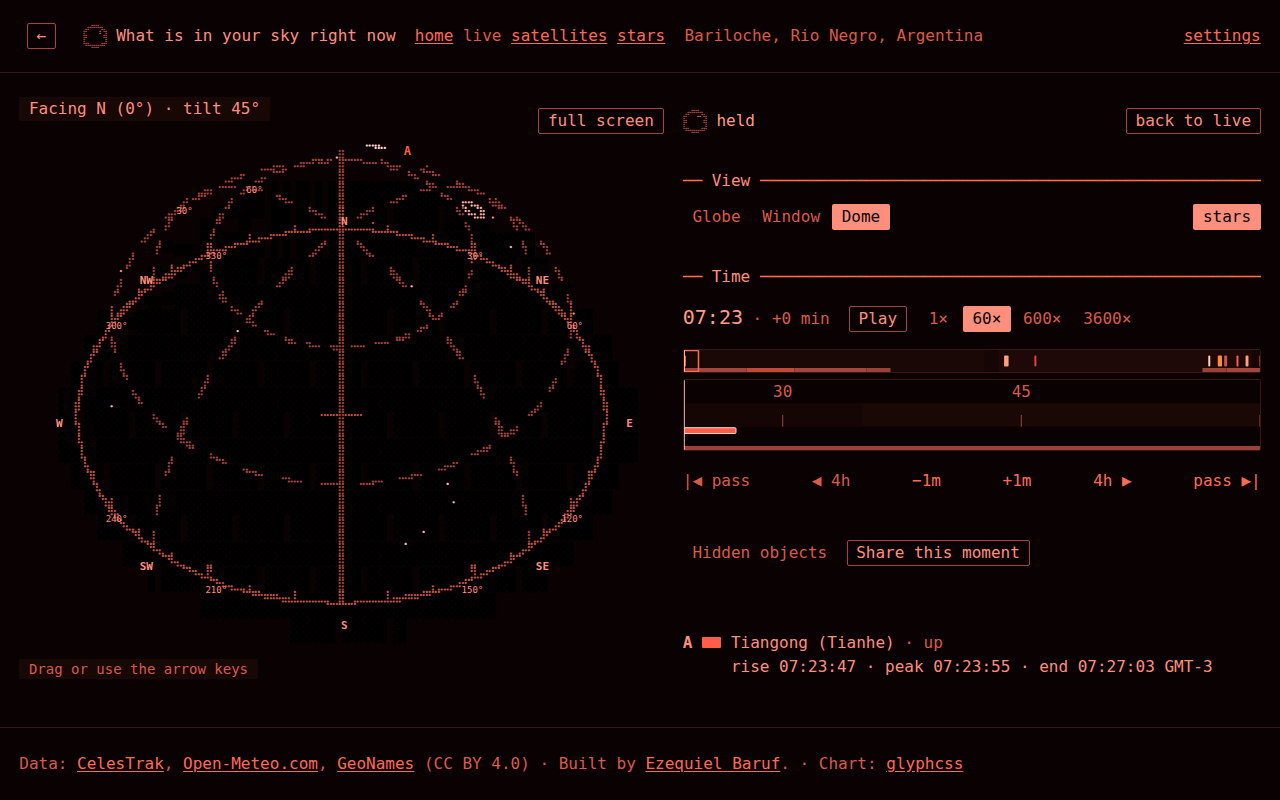 ← What is in your sky right now home live satellites stars Bariloche, Rio Negro, Argentina settings
Facing N (0°) · tilt 45°
full screen
held
back to live
A
60°
30°
N
330°
30°
NW
NE
300°
60°
W
E
240°
120°
SW
SE
210°
150°
S
Drag or use the arrow keys
View
Globe Window Dome stars
Time
07:23 · +0 min Play 1× 60× 600× 3600×
30 45
|◀ pass ◀ 4h −1m +1m 4h ▶ pass ▶|
Hidden objects Share this moment
A Tiangong (Tianhe) · up
rise 07:23:47 · peak 07:23:55 · end 07:27:03 GMT-3
Data: CelesTrak, Open-Meteo.com, GeoNames (CC BY 4.0) · Built by Ezequiel Baruf. · Chart: glyphcss